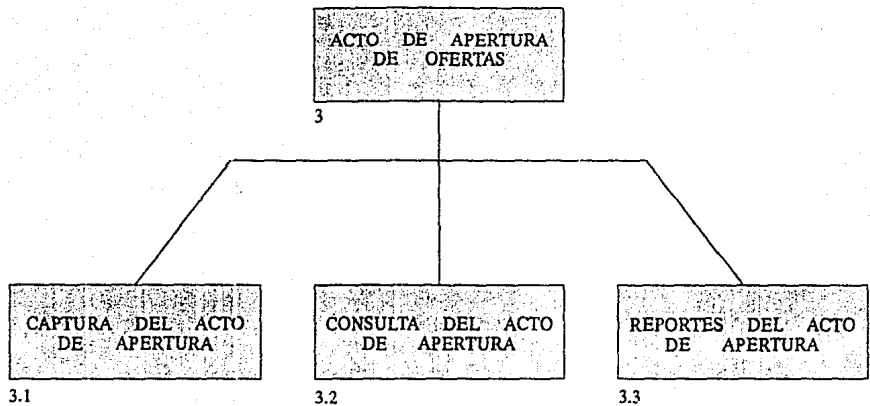 ACTO DE APERTURA
DE OFERTAS
3
CAPTURA DEL ACTO
DE APERTURA
3.1
CONSULTA DEL ACTO
DE APERTURA
3.2
REPORTES DEL ACTO
DE APERTURA
3.3